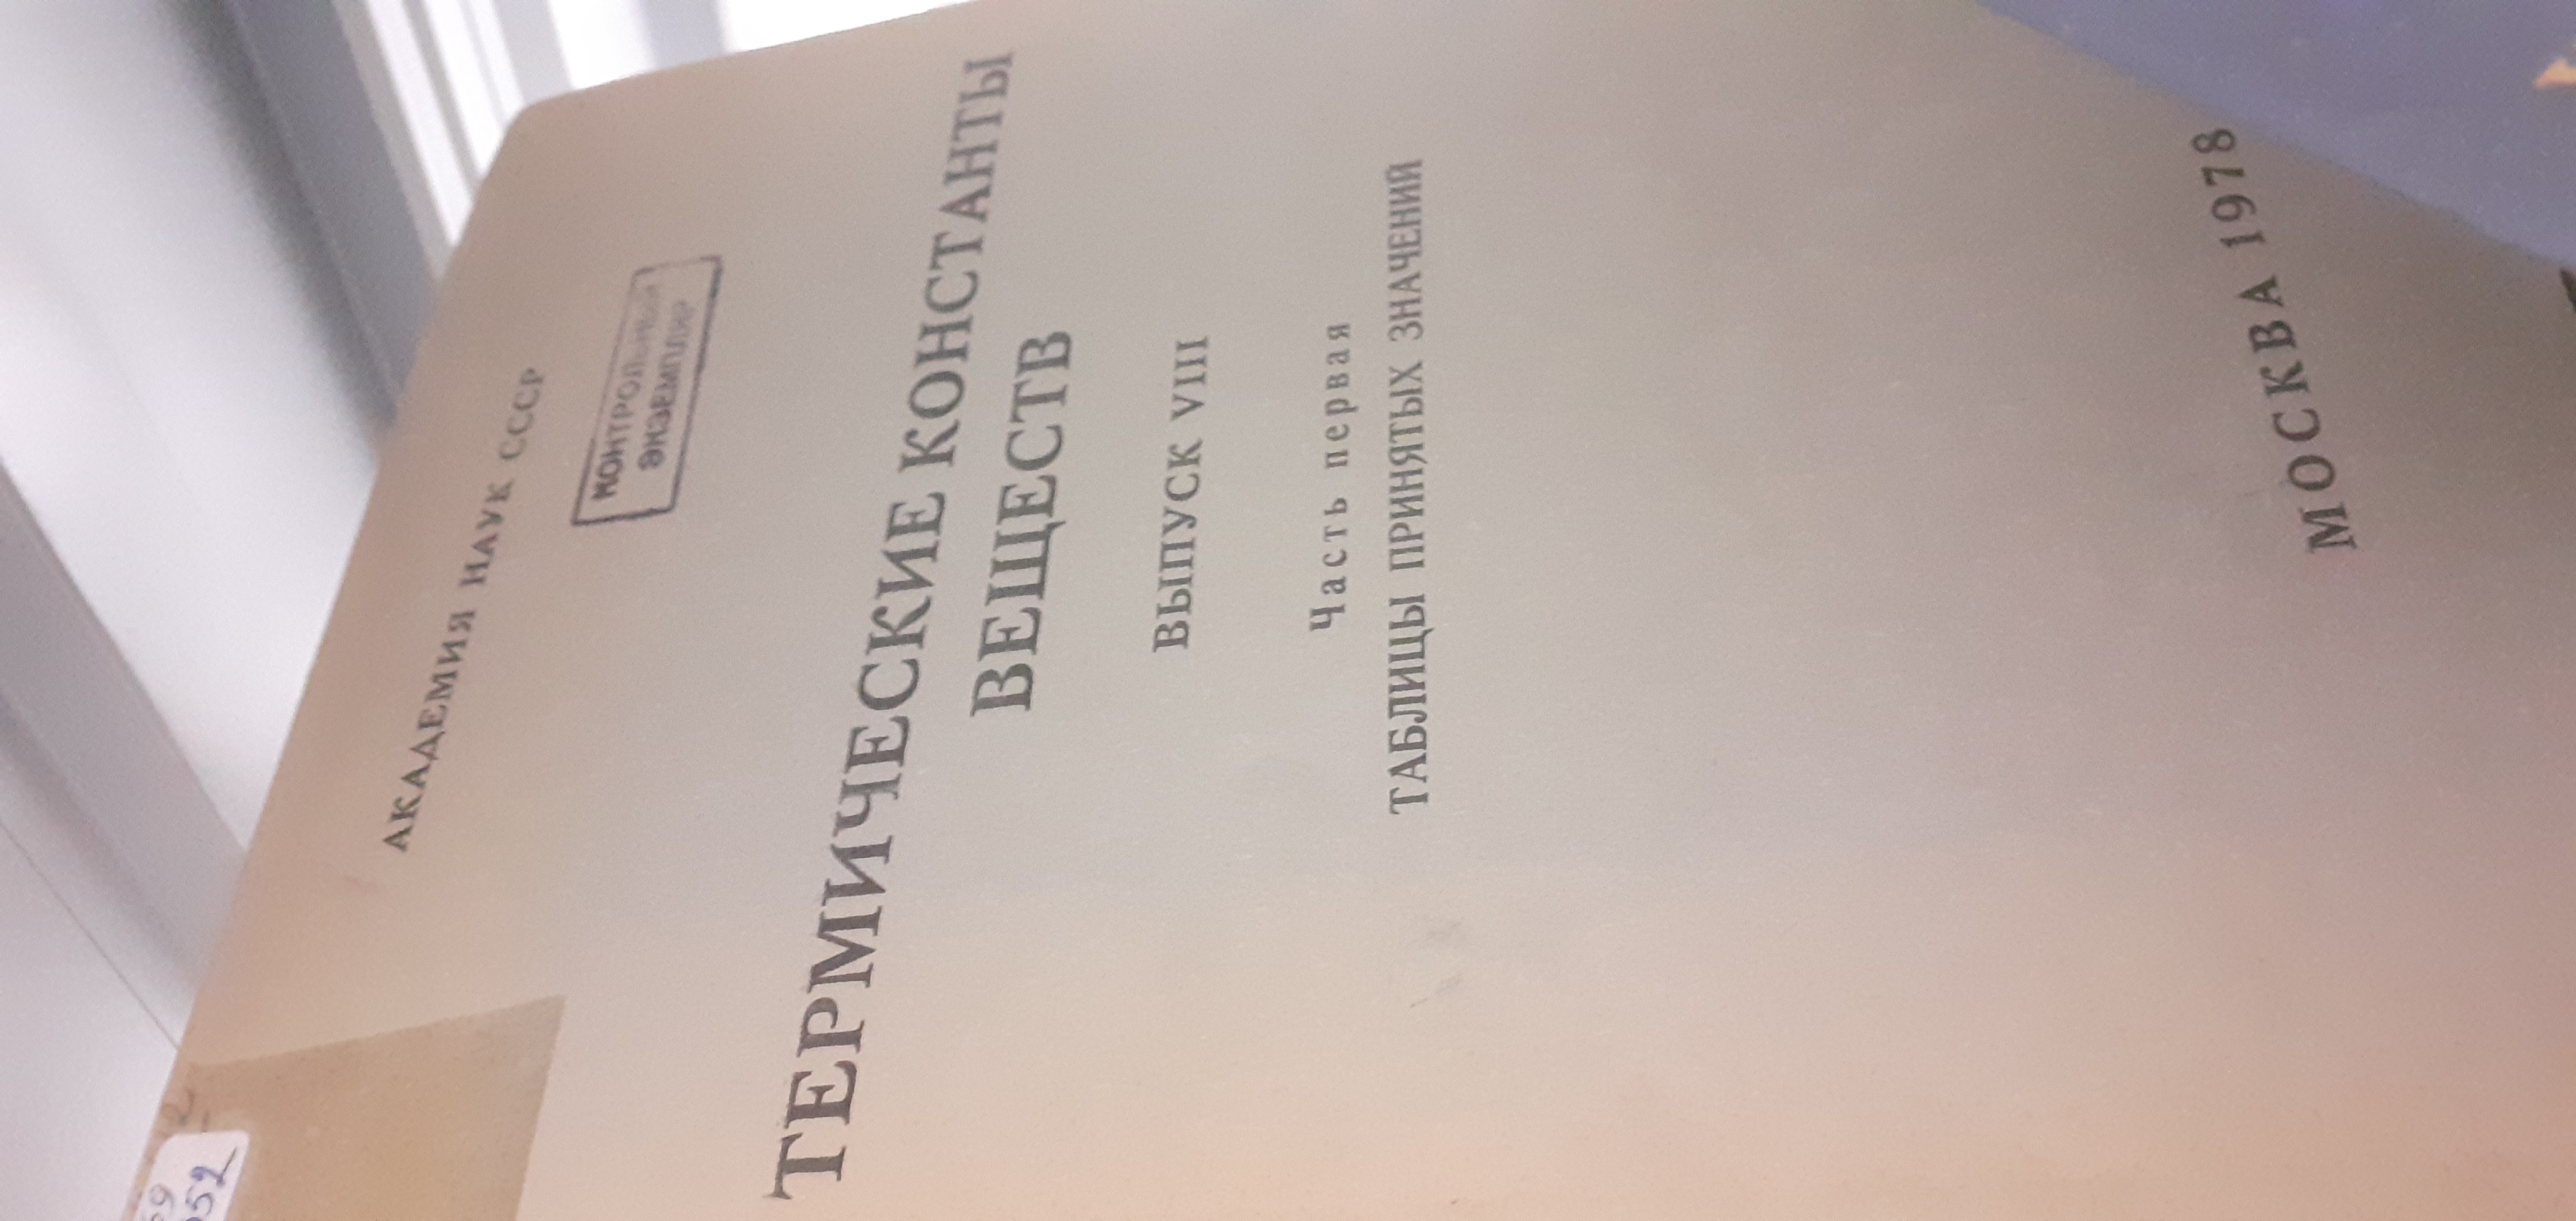 АКАДЕМИЯ НАУК СССР
КОНТРОЛЬНЫЙ
ЭКЗЕМПЛЯР
ТЕРМИЧЕСКИЕ КОНСТАНТЫ
ВЕЩЕСТВ
ВЫПУСК VIII
Часть первая
ТАБЛИЦЫ ПРИНЯТЫХ ЗНАЧЕНИЙ
МОСКВА 1978